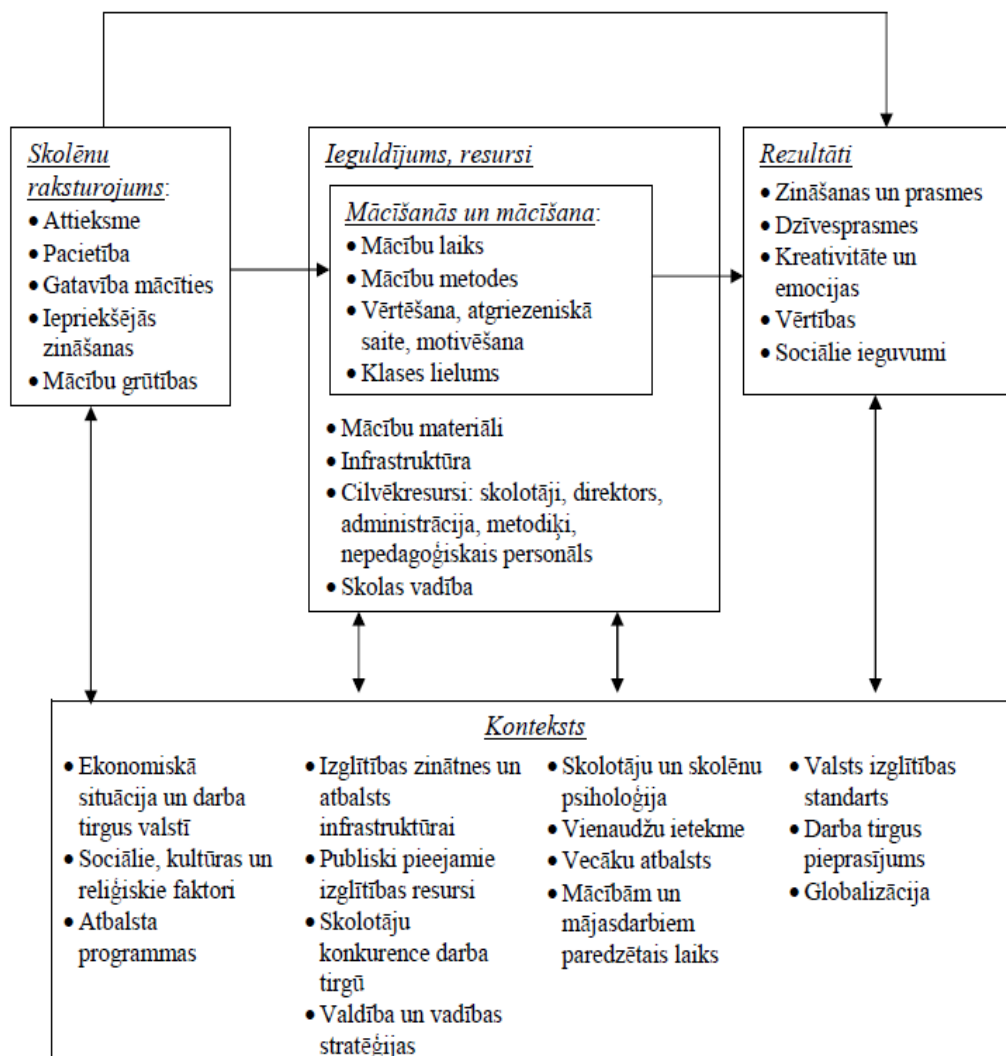 Skolēnu
raksturojums:
• Attieksme
• Pacietība
• Gatavība mācīties
• Iepriekšējās
zināšanas
• Mācību grūtības
Ieguldījums, resursi
Mācīšanās un mācīšana:
• Mācību laiks
• Mācību metodes
• Vērtēšana, atgriezeniskā
saite, motivēšana
• Klases lielums
• Mācību materiāli
• Infrastruktūra
• Cilvēkresursi: skolotāji, direktors,
administrācija, metodiķi,
nepedagoģiskais personāls
• Skolas vadība
Rezultāti
• Zināšanas un prasmes
• Dzīvesprasmes
• Kreativitāte un
emocijas
• Vērtības
• Sociālie ieguvumi
Konteksts
• Ekonomiskā
situācija un darba
tirgus valstī
• Sociālie, kultūras un
reliģiskie faktori
• Atbalsta
programmas
• Izglītības zinātnes un
atbalsts
infrastruktūrai
• Publiski pieejamie
izglītības resursi
• Skolotāju
konkurence darba
tirgū
• Valdība un vadības
stratēģijas
• Skolotāju un skolēnu
psiholoģija
• Vienaudžu ietekme
• Vecāku atbalsts
• Mācībām un
mājasdarbiem
paredzētais laiks
• Valsts izglītības
standarts
• Darba tirgus
pieprasījums
• Globalizācija